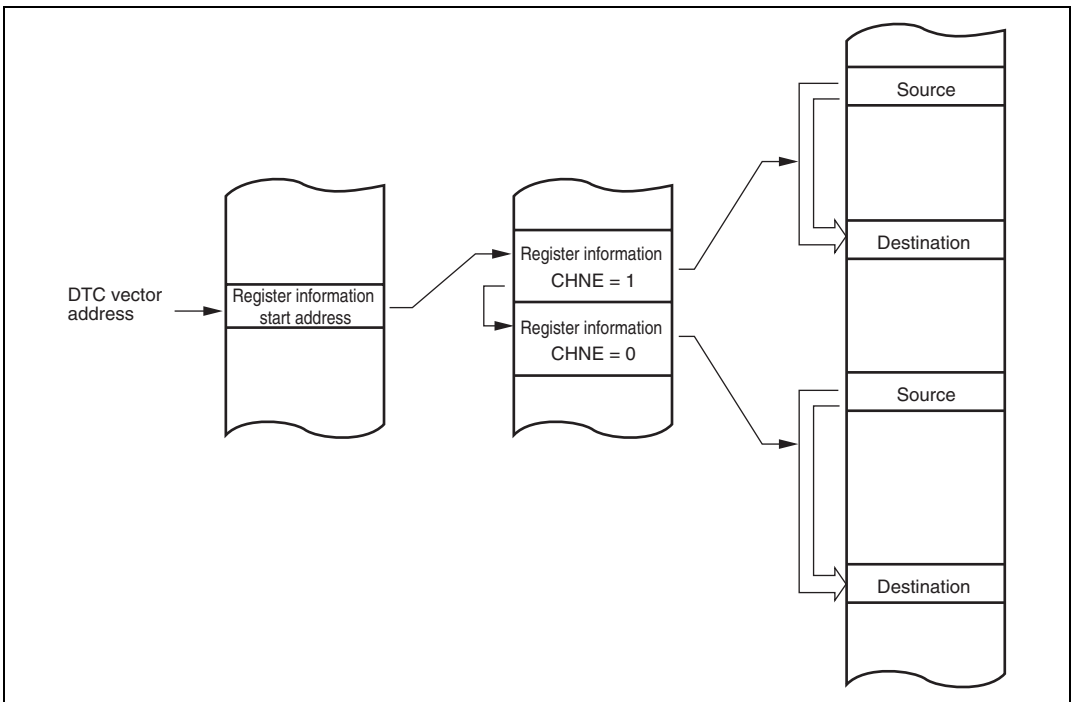 DTC vector
address
Register information
start address
Register information
CHNE = 1
Register information
CHNE = 0
Source
Destination
Source
Destination